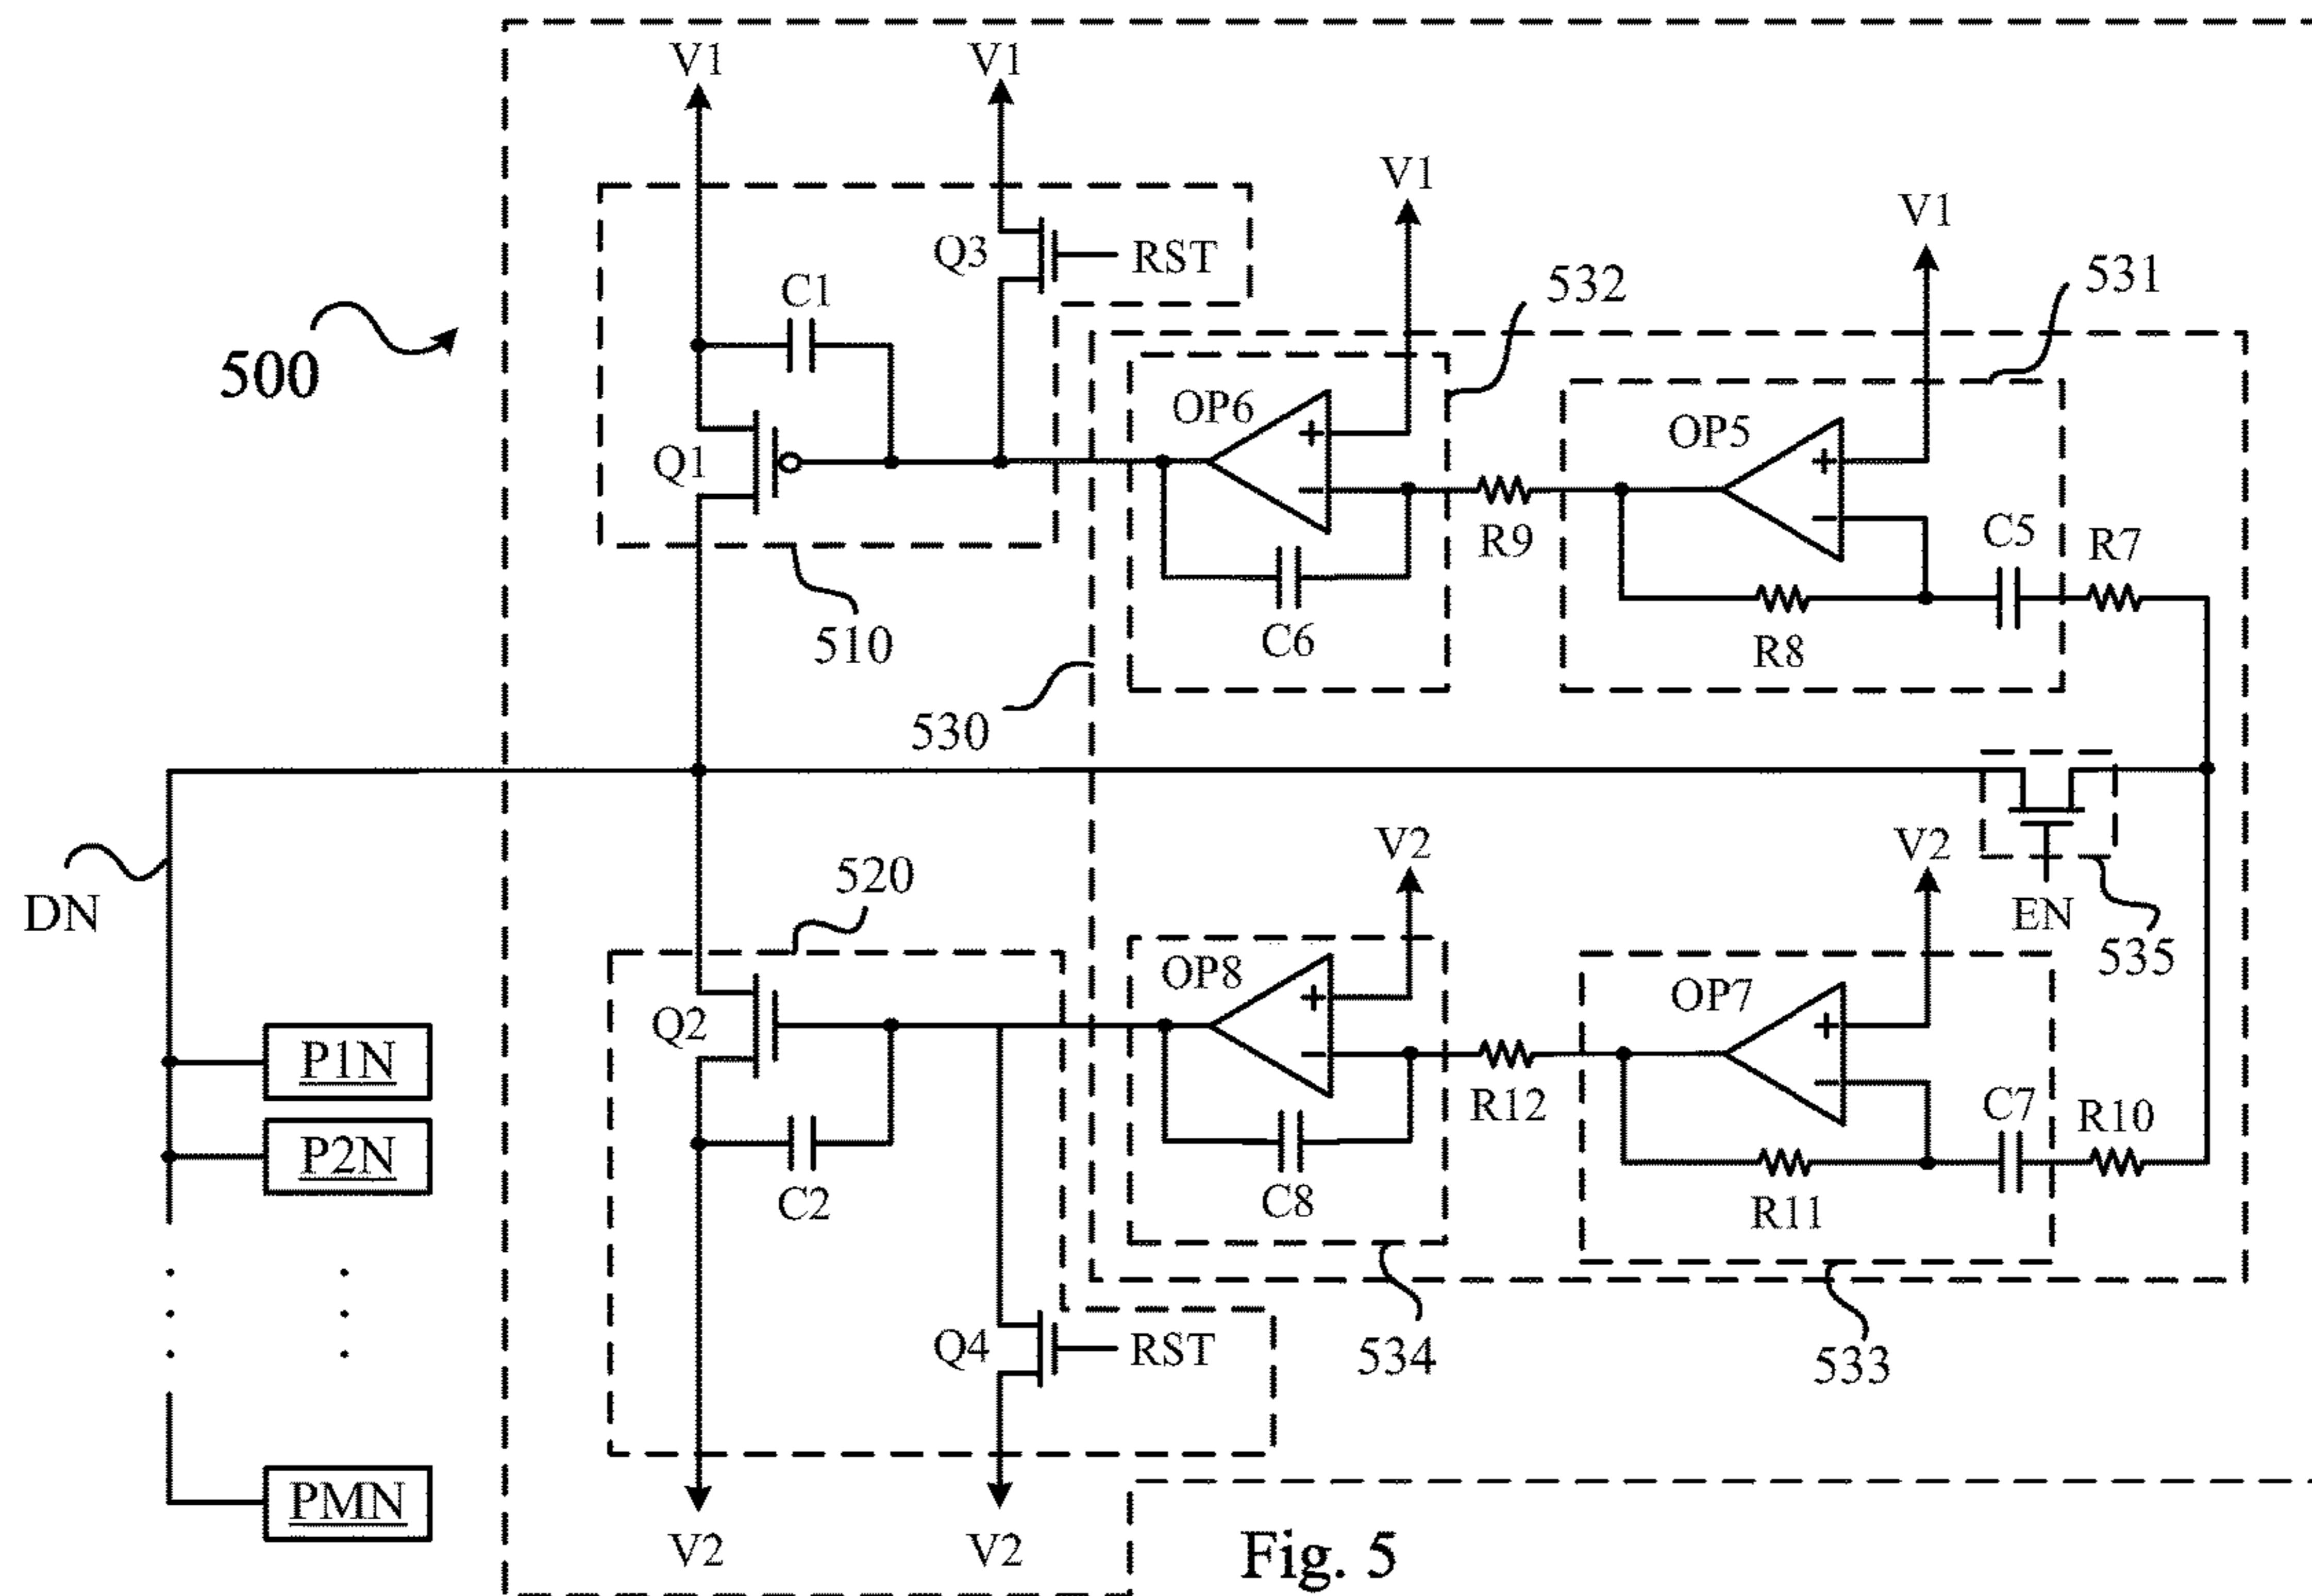 V1
V1
V1
V1
Q3
RST
C1
532
531
500
OP6
OP5
Q1
R9
C5
R7
510
C6
R8
530
DN
520
V2
V2
EN
535
OP8
OP7
Q2
R12
C7
R10
P1N
P2N
C2
C8
R11
Q4
RST
534
533
PMN
V2
V2
Fig. 5